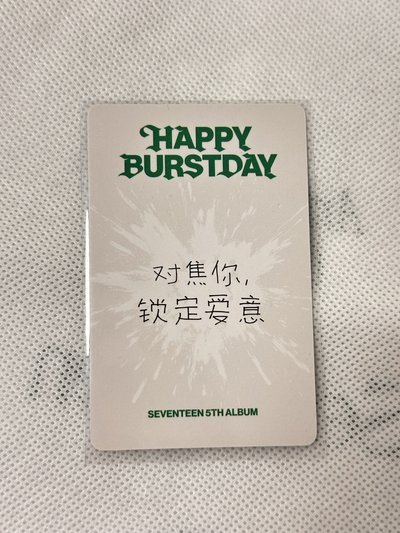 HAPPY
BURSTDAY
对焦你,
锁定爱意
SEVENTEEN 5TH ALBUM